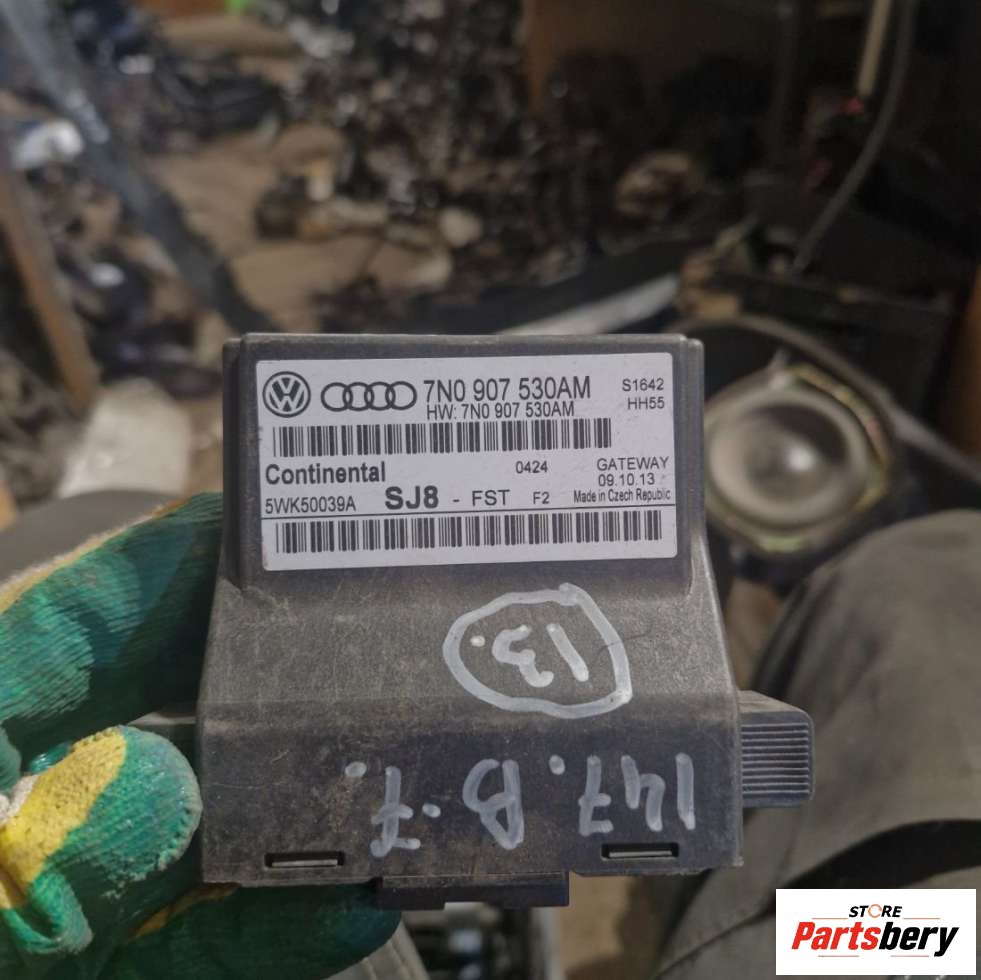 7N0 907 530AM
S1642
HW: 7N0 907 530AM
HH55
Continental
0424
GATEWAY
09.10.13
5WK50039A
SJ8 - FST
F2
Made in Czech Republic
13.
147. B-7.
STORE
Partsbery